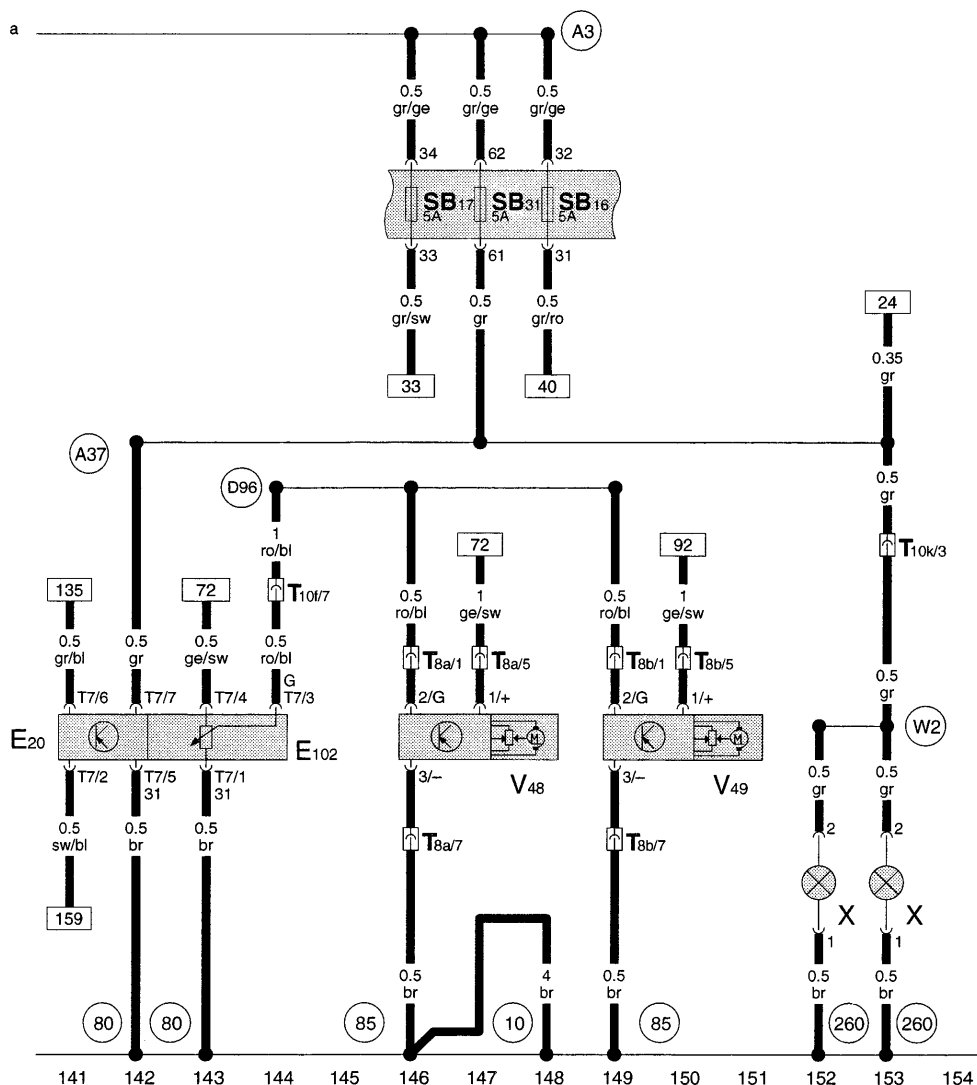 a
A3
0.5 0.5 0.5
gr/ge gr/ge gr/ge
34 62 32
SB17 SB31 SB16
5A 5A 5A
33 61 31
0.5 0.5 0.5
gr/sw gr gr/ro
24
0.35
gr
33 40
A37
D96
0.5
gr
1
ro/bl
72 92
T10k/3
135 72 T10f/7
0.5 1 0.5 1
ro/bl ge/sw ro/bl ge/sw
0.5 0.5 0.5 0.5
gr/bl gr ge/sw ro/bl
T8a/1 T8a/5 T8b/1 T8b/5
0.5
gr
G
T7/6 T7/7 T7/4 T7/3 2/G 1/+ 2/G 1/+
E20 E102 M M W2
T7/2 T7/5 T7/1 3/– V48 3/– V49
31 31
0.5 0.5
gr gr
0.5 0.5 0.5
sw/bl br br
T8a/7 T8b/7
2 2
159
X X
1 1
0.5 4 0.5 0.5 0.5
br br br br br
80 80 85 10 85 260 260
141 142 143 144 145 146 147 148 149 150 151 152 153 154